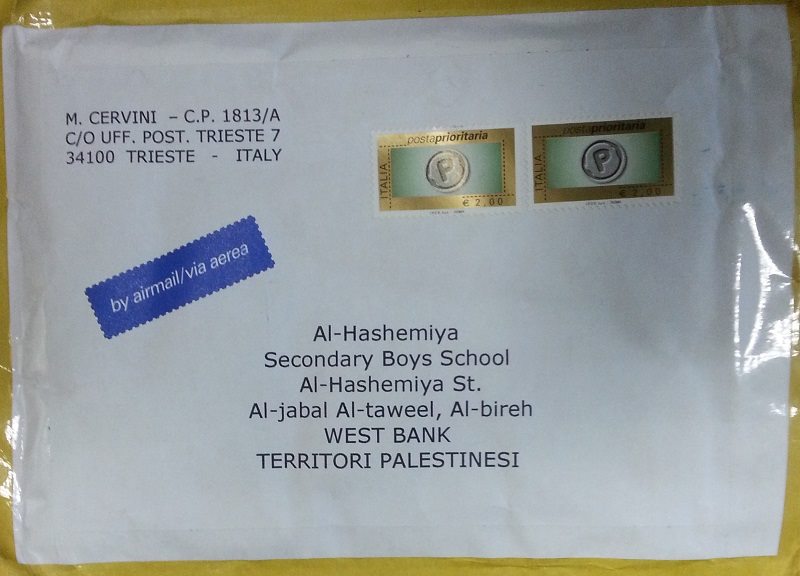 M. CERVINI – C.P. 1813/A
C/O UFF. POST. TRIESTE 7
34100 TRIESTE - ITALY
postaprioritaria
ITALIA
P
€ 2,00
postaprioritaria
ITALIA
P
€ 2,00
by airmail/via aerea
Al-Hashemiya
Secondary Boys School
Al-Hashemiya St.
Al-jabal Al-taweel, Al-bireh
WEST BANK
TERRITORI PALESTINESI